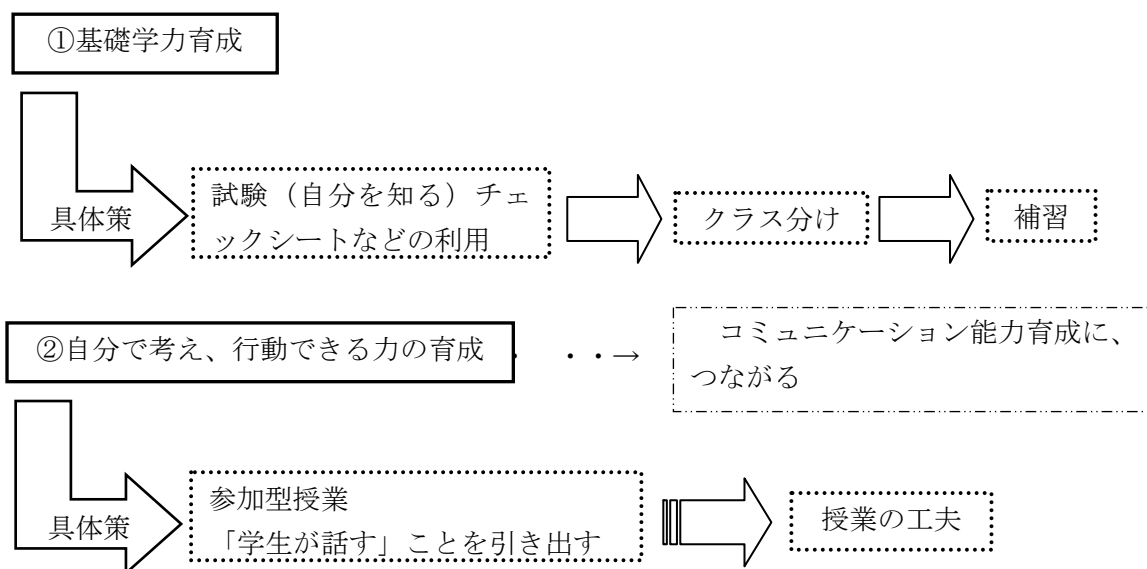 ①基礎学力育成
具体策
試験（自分を知る）チェ
ックシートなどの利用
クラス分け
補習
②自分で考え、行動できる力の育成
・・→
コミュニケーション能力育成に、
つながる
具体策
参加型授業
「学生が話す」ことを引き出す
授業の工夫